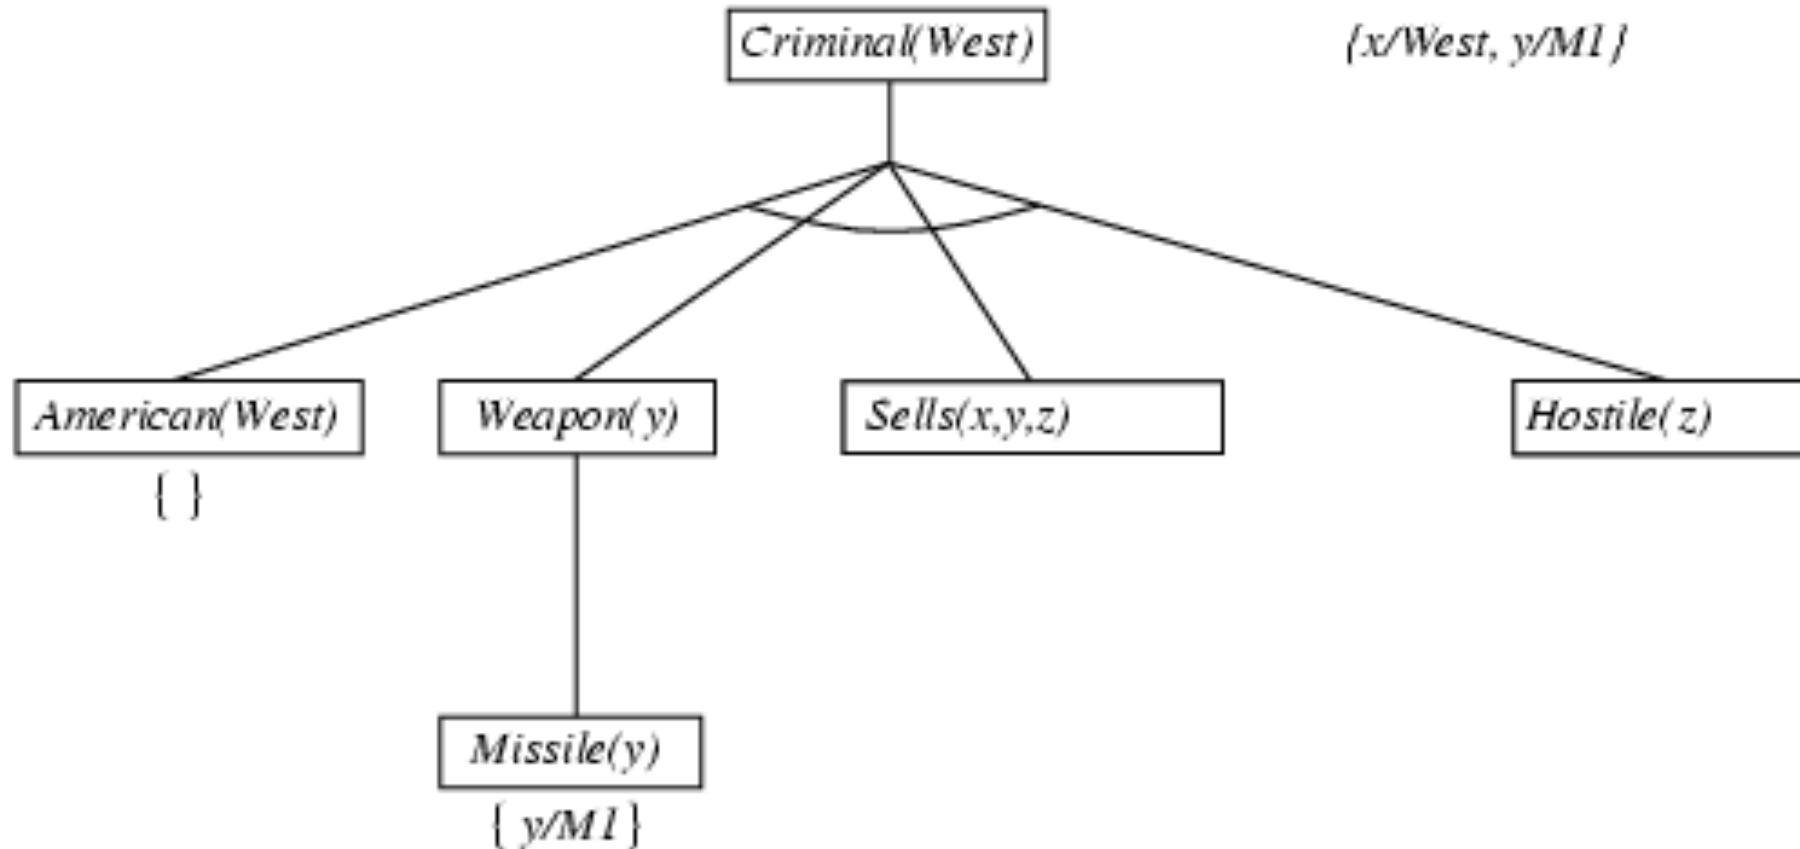 Criminal(West)
{x/West, y/M1}
American(West)
Weapon(y)
Sells(x,y,z)
Hostile(z)
{ }
Missile(y)
{ y/M1 }